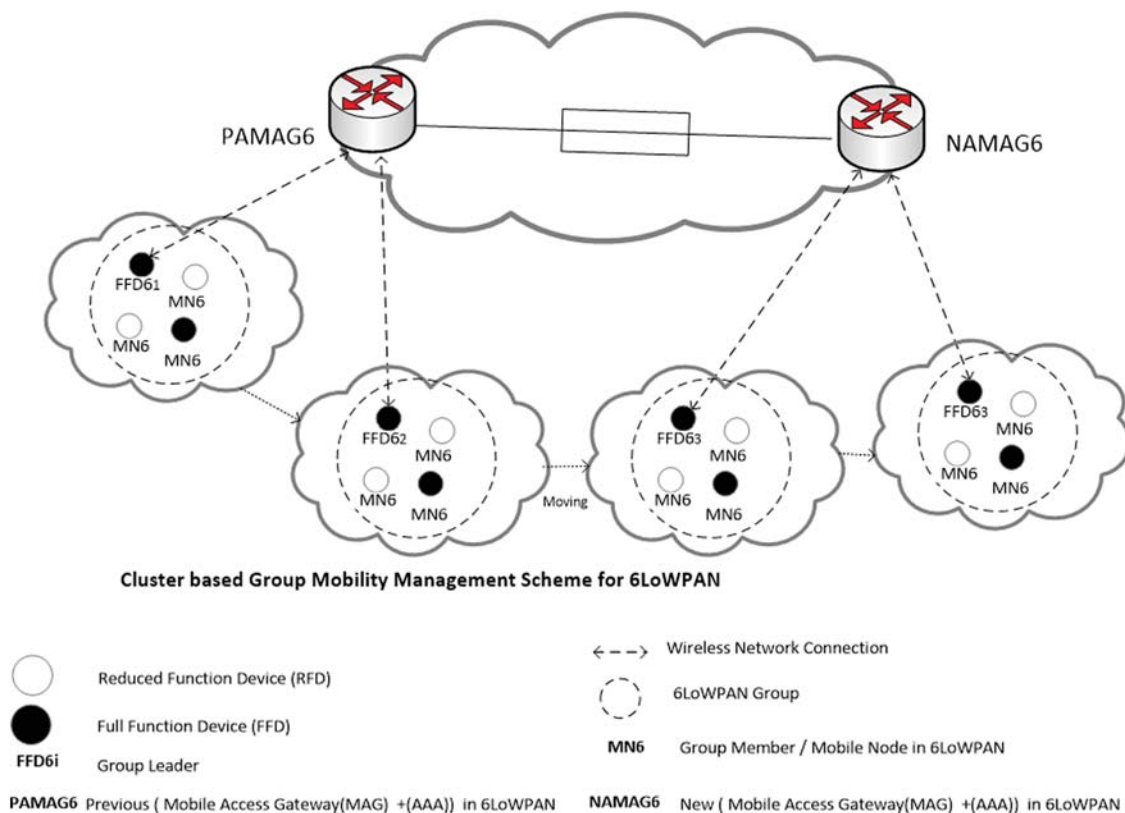 PAMAG6
NAMAG6
FFD61
MN6
MN6
MN6
FFD62
MN6
MN6
MN6
Moving
FFD63
MN6
MN6
MN6
FFD63
MN6
MN6
MN6
Cluster based Group Mobility Management Scheme for 6LoWPAN
Reduced Function Device (RFD)
Full Function Device (FFD)
FFD6i Group Leader
PAMAG6 Previous ( Mobile Access Gateway(MAG) +(AAA)) in 6LoWPAN
Wireless Network Connection
6LoWPAN Group
MN6 Group Member / Mobile Node in 6LoWPAN
NAMAG6 New ( Mobile Access Gateway(MAG) +(AAA)) in 6LoWPAN